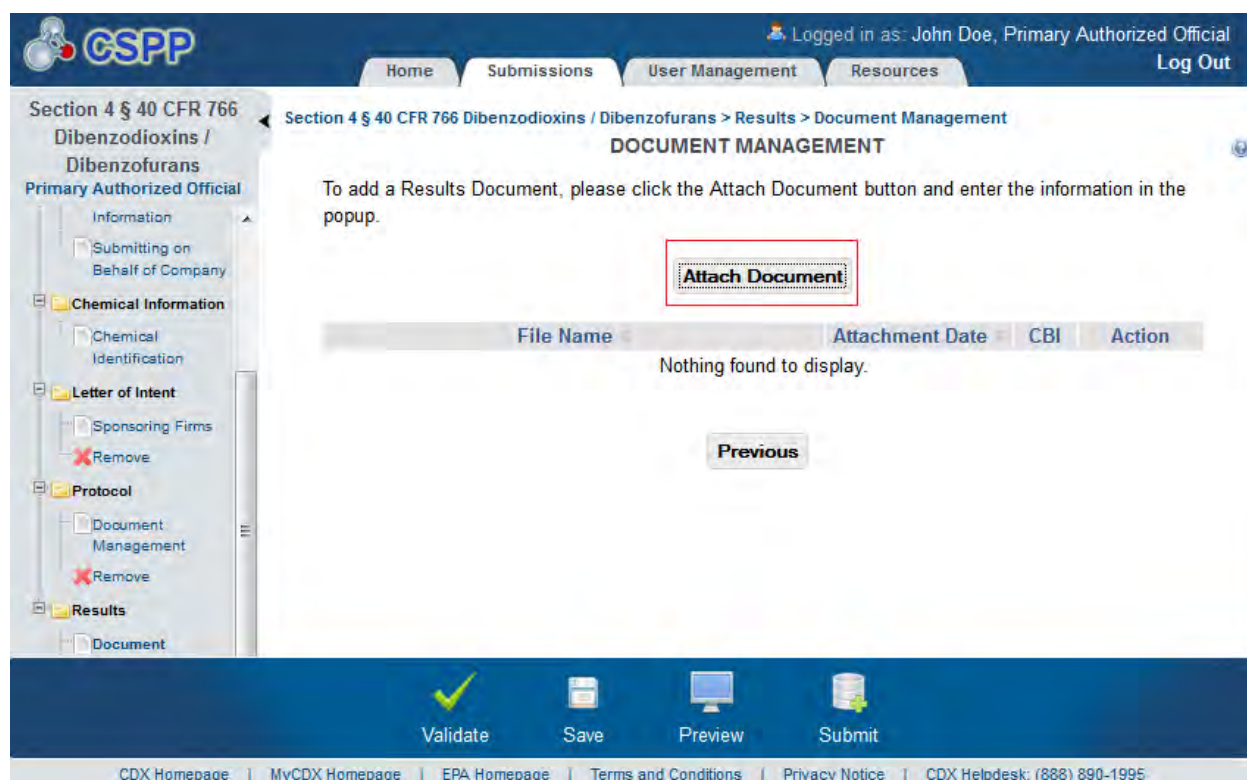 CSPP
Logged in as: John Doe, Primary Authorized Official
Log Out
Home Submissions User Management Resources
Section 4 § 40 CFR 766
Dibenzodioxins /
Dibenzofurans
Primary Authorized Official
Information
Submitting on
Behalf of Company
Chemical Information
Chemical
Identification
Letter of Intent
Sponsoring Firms
Remove
Protocol
Document
Management
Remove
Results
Document
Section 4 § 40 CFR 766 Dibenzodioxins / Dibenzofurans > Results > Document Management
DOCUMENT MANAGEMENT
To add a Results Document, please click the Attach Document button and enter the information in the
popup.
Attach Document
File Name Attachment Date CBI Action
Nothing found to display.
Previous
Validate Save Preview Submit
CDX Homepage | MyCDX Homepage | EPA Homepage | Terms and Conditions | Privacy Notice | CDX Helpdesk: (888) 890-1995